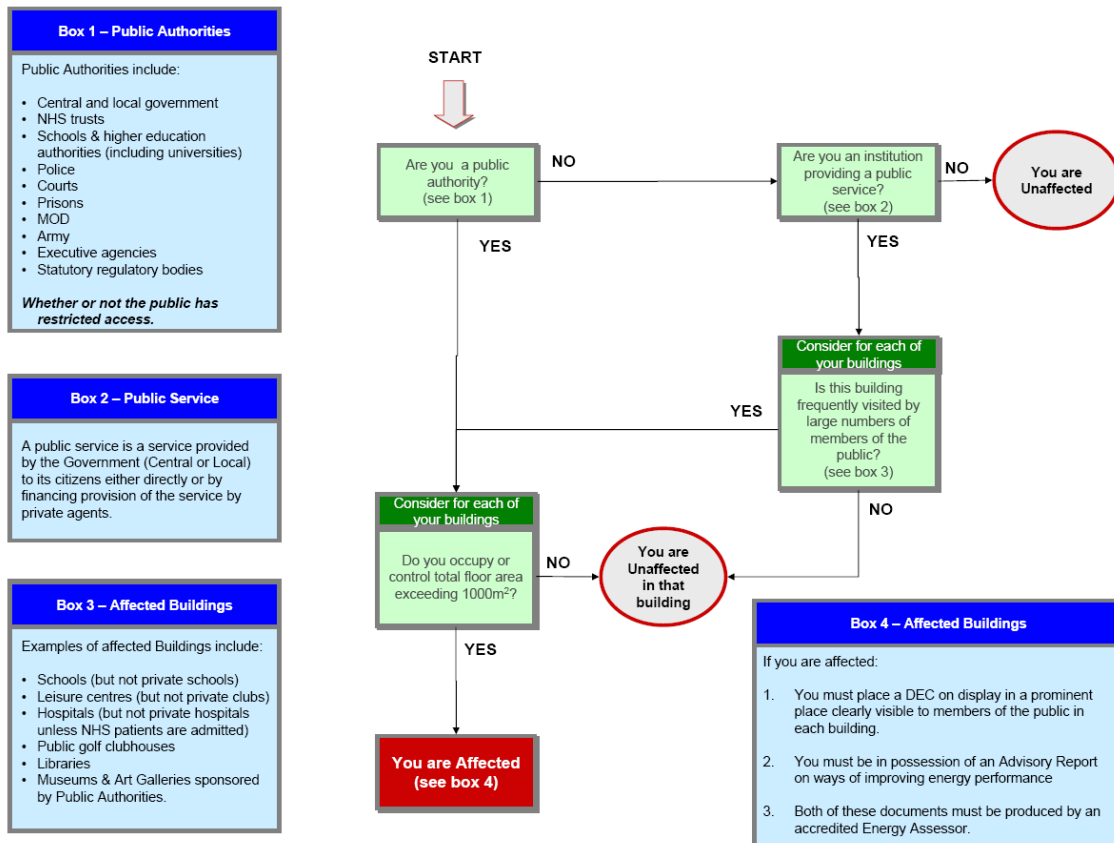 Box 1 – Public Authorities
Public Authorities include:
• Central and local government
• NHS trusts
• Schools & higher education
authorities (including universities)
• Police
• Courts
• Prisons
• MOD
• Army
• Executive agencies
• Statutory regulatory bodies
Whether or not the public has
restricted access.
Box 2 – Public Service
A public service is a service provided
by the Government (Central or Local)
to its citizens either directly or by
financing provision of the service by
private agents.
Box 3 – Affected Buildings
Examples of affected Buildings include:
• Schools (but not private schools)
• Leisure centres (but not private clubs)
• Hospitals (but not private hospitals
unless NHS patients are admitted)
• Public golf clubhouses
• Libraries
• Museums & Art Galleries sponsored
by Public Authorities.
START
Are you a public
authority?
(see box 1)
NO
Are you an institution
providing a public
service?
(see box 2)
NO
You are
Unaffected
YES
YES
Consider for each of
your buildings
Is this building
frequently visited by
large numbers of
members of the
public?
(see box 3)
YES
NO
Consider for each of
your buildings
Do you occupy or
control total floor area
exceeding 1000m²?
NO
You are
Unaffected
in that
building
YES
You are Affected
(see box 4)
Box 4 – Affected Buildings
If you are affected:
1. You must place a DEC on display in a prominent
place clearly visible to members of the public in
each building.
2. You must be in possession of an Advisory Report
on ways of improving energy performance
3. Both of these documents must be produced by an
accredited Energy Assessor.